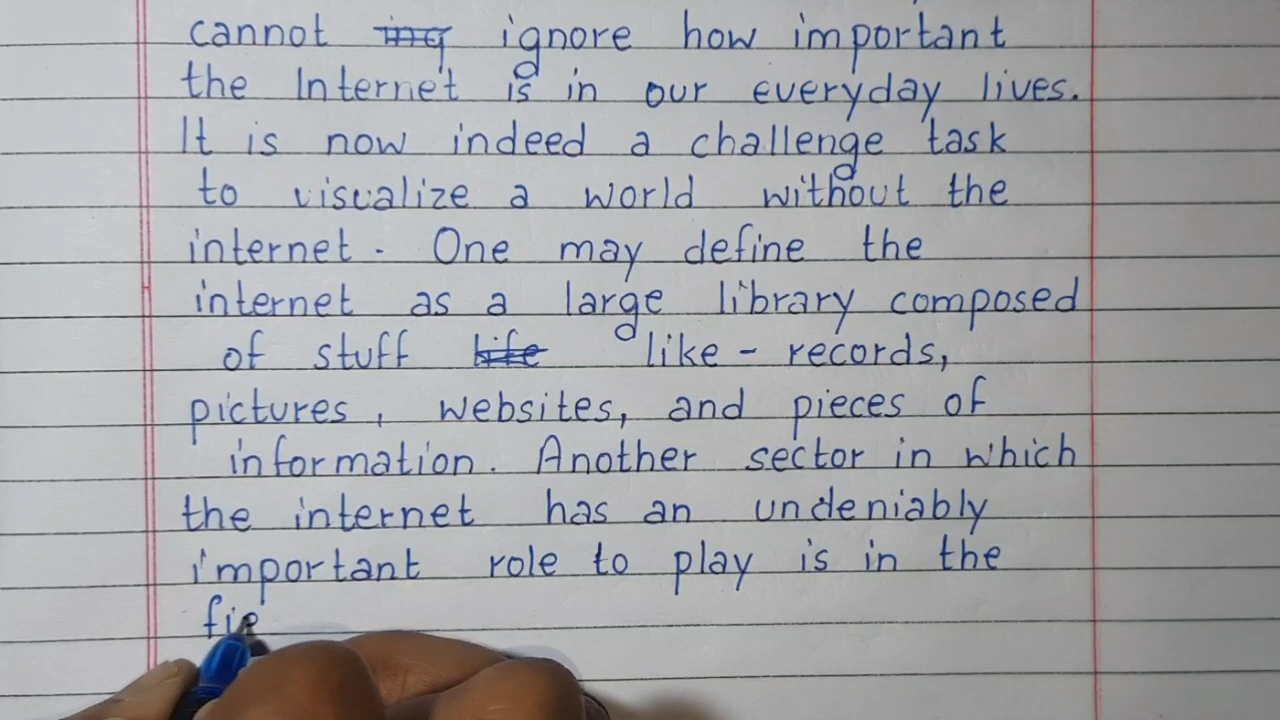 cannot ing ignore how important
the Internet is in our everyday lives.
It is now indeed a challenge task
to visualize a world without the
internet. One may define the
internet as a large library composed
of stuff life like - records,
pictures, websites, and pieces of
information. Another sector in which
the internet has an undeniably
important role to play is in the
fie